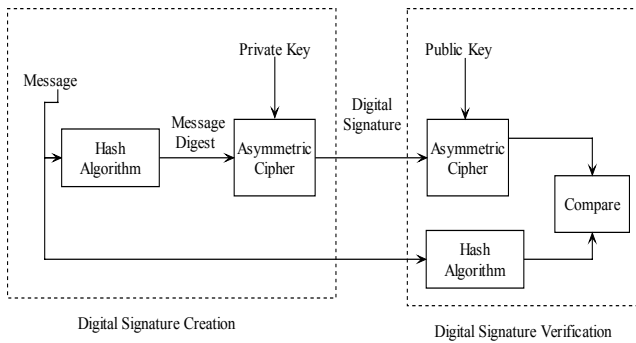 Private Key
Public Key
Message
Hash
Algorithm
Message
Digest
Asymmetric
Cipher
Digital
Signature
Asymmetric
Cipher
Compare
Hash
Algorithm
Digital Signature Creation
Digital Signature Verification